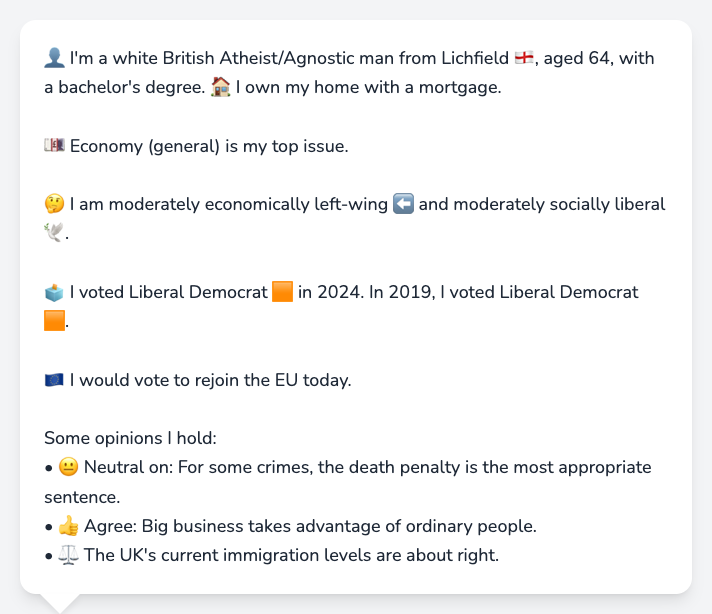 👤 I'm a white British Atheist/Agnostic man from Lichfield 🏴󠁧󠁢󠁥󠁮󠁧󠁿, aged 64, with
a bachelor's degree. 🏠 I own my home with a mortgage.
💷 Economy (general) is my top issue.
🤔 I am moderately economically left-wing ⬅️ and moderately socially liberal
🕊️.
🗳️ I voted Liberal Democrat 🟧 in 2024. In 2019, I voted Liberal Democrat
🟧.
🇪🇺 I would vote to rejoin the EU today.
Some opinions I hold:
• 😐 Neutral on: For some crimes, the death penalty is the most appropriate
sentence.
• 👍 Agree: Big business takes advantage of ordinary people.
• ⚖️ The UK's current immigration levels are about right.